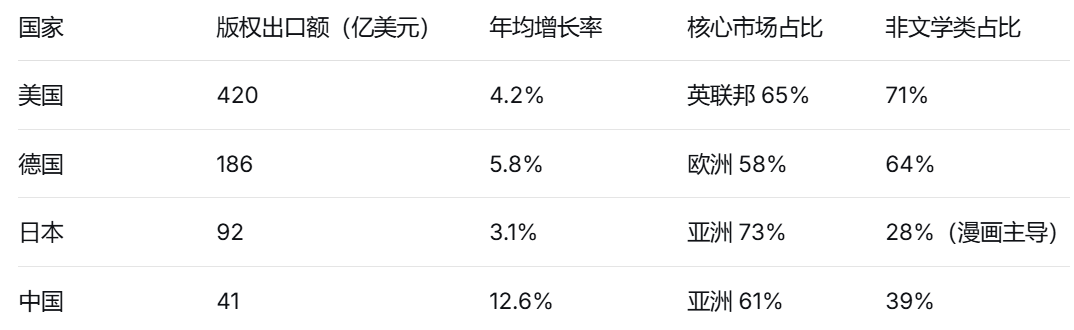 国家 版权出口额（亿美元） 年均增长率 核心市场占比 非文学类占比
美国 420 4.2% 英联邦 65% 71%
德国 186 5.8% 欧洲 58% 64%
日本 92 3.1% 亚洲 73% 28%（漫画主导）
中国 41 12.6% 亚洲 61% 39%